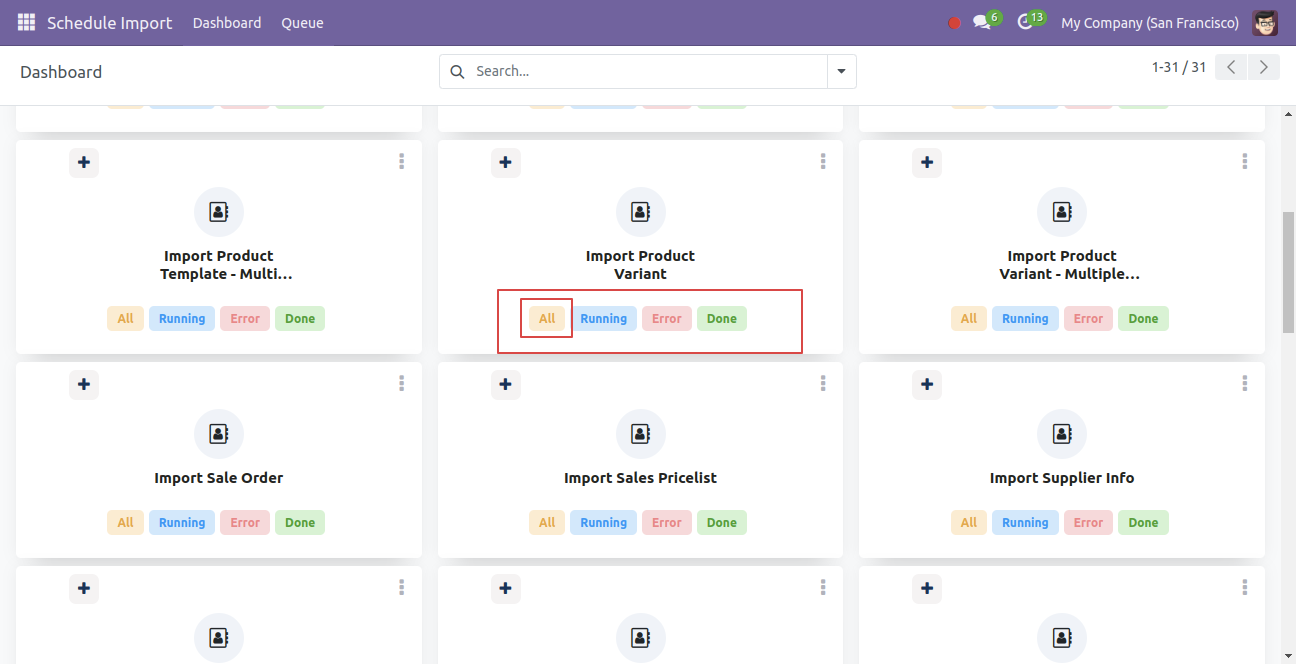 Schedule Import Dashboard Queue 6 13 My Company (San Francisco)
Dashboard Search... 1-31 / 31
Import Product Template - Multi...
All Running Error Done
Import Product Variant
All Running Error Done
Import Product Variant - Multiple...
All Running Error Done
Import Sale Order
All Running Error Done
Import Sales Pricelist
All Running Error Done
Import Supplier Info
All Running Error Done